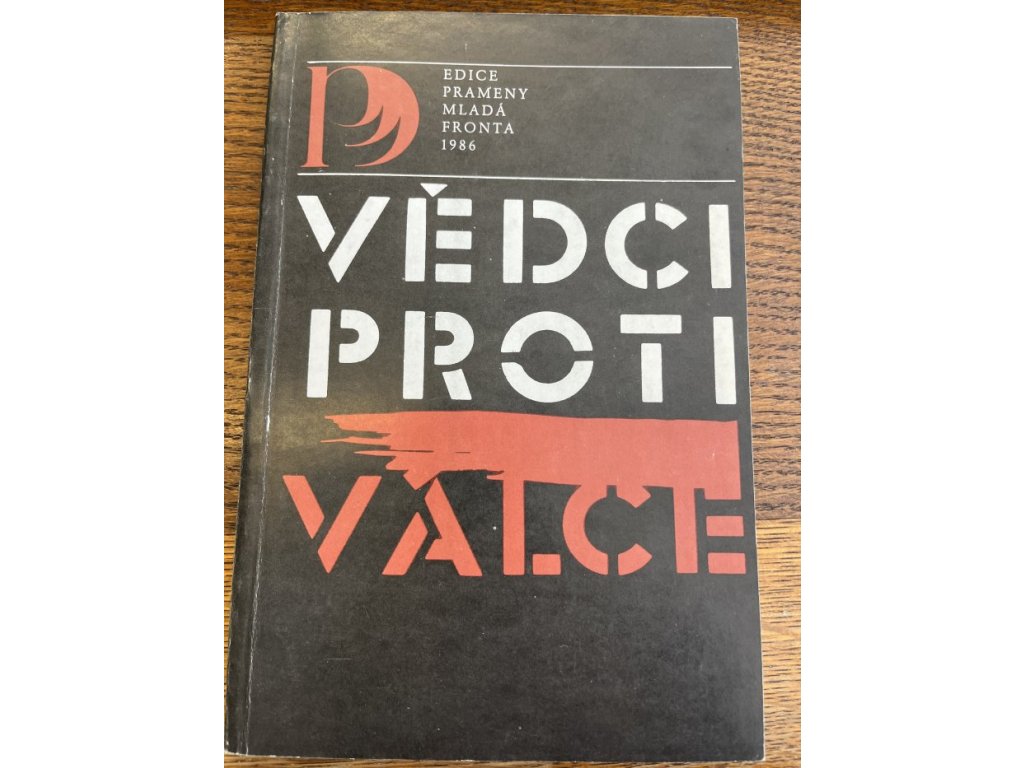 P
EDICE
PRAMENY
MLADÁ
FRONTA
1986
VĚDCI
PROTI
VÁLCE